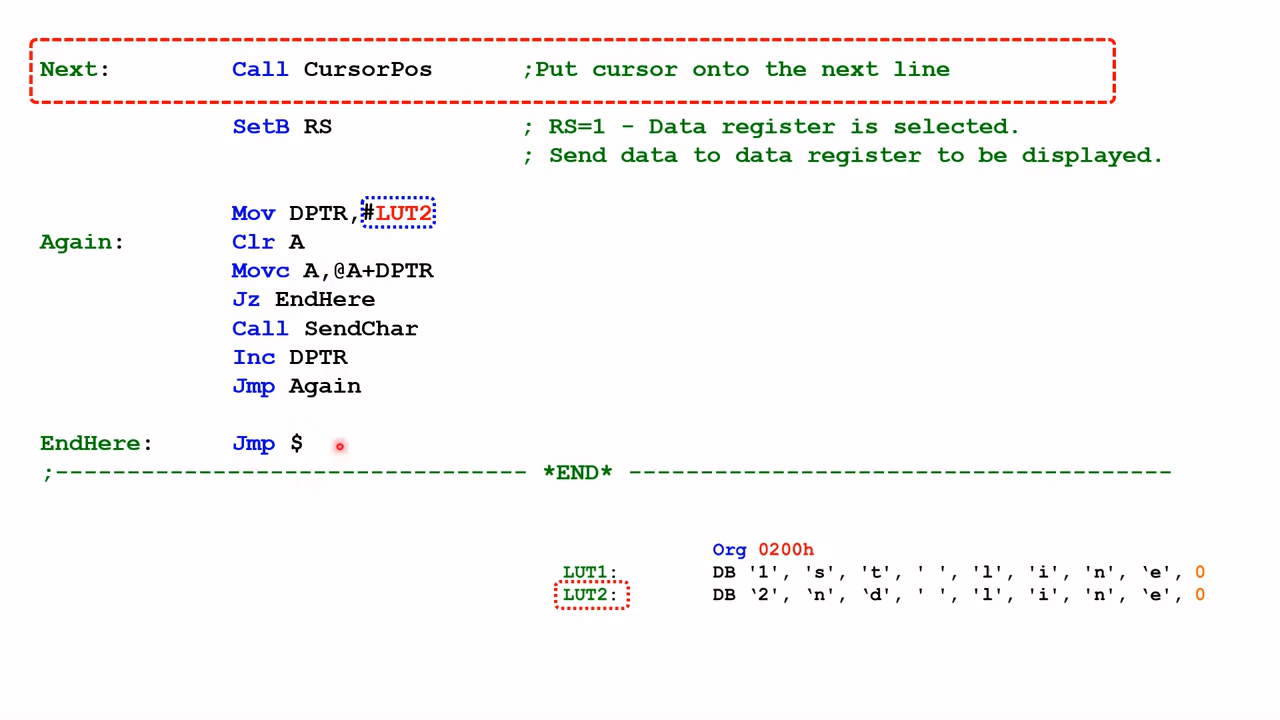 Next: Call CursorPos ;Put cursor onto the next line
SetB RS ; RS=1 - Data register is selected.
; Send data to data register to be displayed.
Mov DPTR,#LUT2
Again: Clr A
Movc A,@A+DPTR
Jz EndHere
Call SendChar
Inc DPTR
Jmp Again
EndHere: Jmp $
;--------------------------------- *END* --------------------------------------
Org 0200h
LUT1: DB '1', 's', 't', ' ', 'l', 'i', 'n', ‵e', 0
LUT2: DB ‵2', ‵n', ‵d', ' ', 'l', 'i', 'n', ‵e', 0